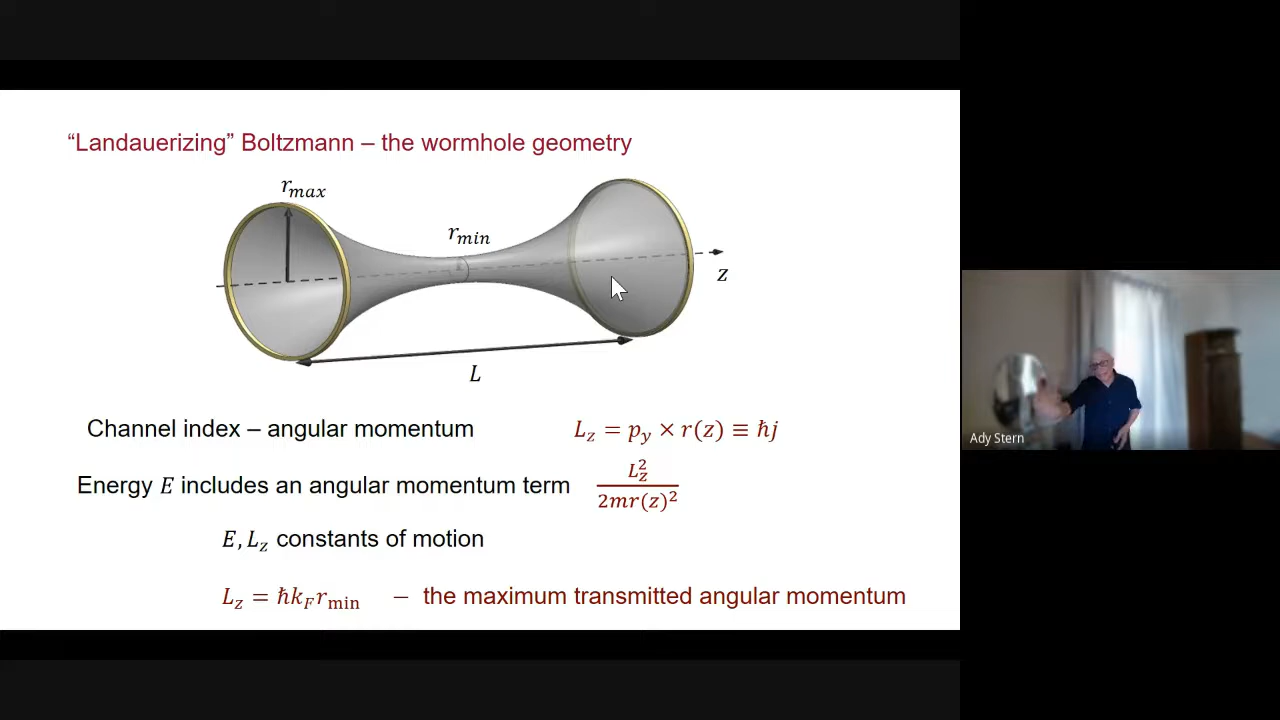 “Landauerizing” Boltzmann – the wormhole geometry
r_max
r_min
z
L
Channel index – angular momentum L_z = p_y × r(z) ≡ ħj
Energy E includes an angular momentum term L_z^2 / 2mr(z)^2
E, L_z constants of motion
L_z = ħk_F r_min – the maximum transmitted angular momentum
Ady Stern